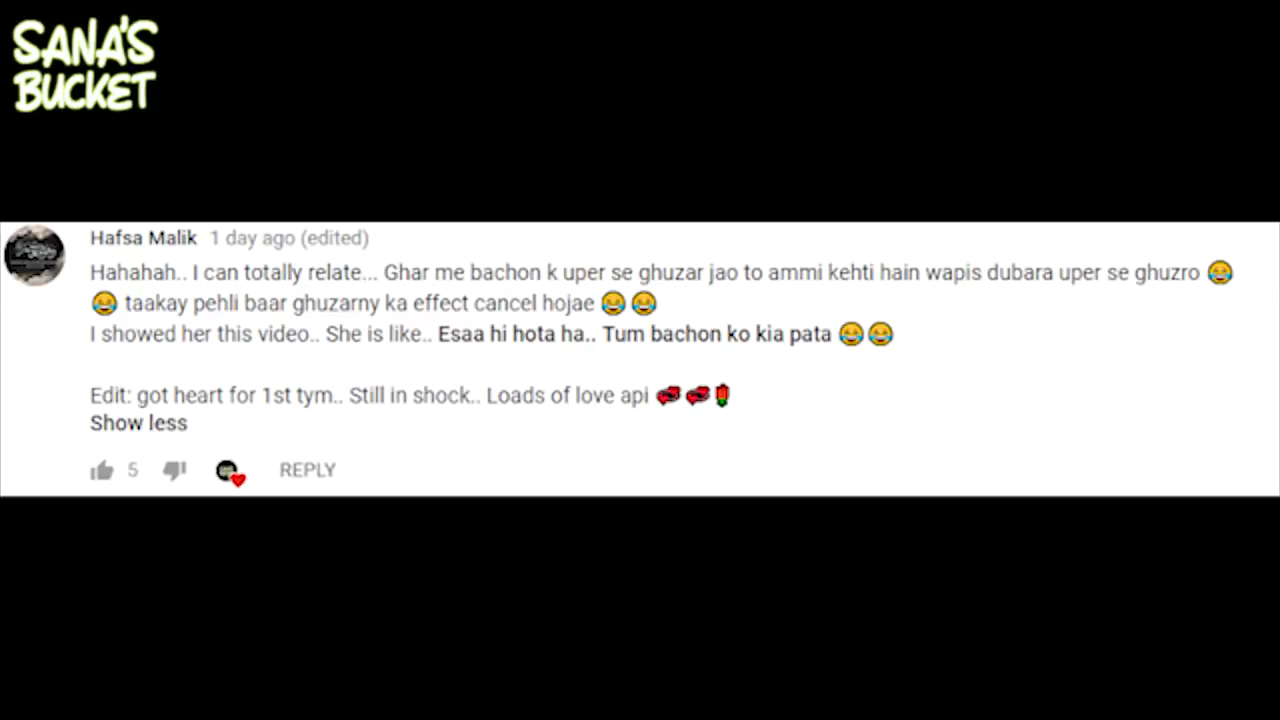 SANA'S
BUCKET
Hafsa Malik 1 day ago (edited)
Hahahah.. I can totally relate... Ghar me bachon k uper se ghuzar jao to ammi kehti hain wapis dubara uper se ghuzro 😂
😂 taakay pehli baar ghuzarny ka effect cancel hojae 😂😂
I showed her this video.. She is like.. Esaa hi hota ha.. Tum bachon ko kia pata 😂😂
Edit: got heart for 1st tym.. Still in shock.. Loads of love api 💋💋🌹
Show less
5 REPLY